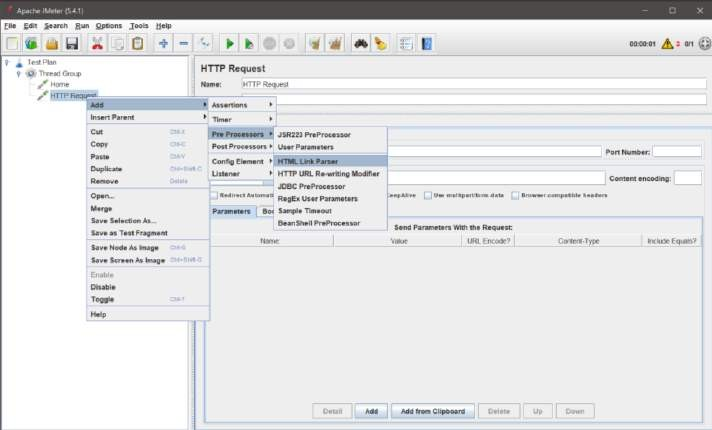 Apache JMeter (5.4.1)
File Edit Search Run Options Tools Help
00:00:01 2 0/1
Test Plan
Thread Group
Home
HTTP Request
HTTP Request
Name: HTTP Request
Add
Insert Parent
Cut Ctrl-X
Copy Ctrl-C
Paste Ctrl-V
Duplicate Ctrl+Shift-C
Remove Delete
Open...
Merge
Save Selection As...
Save as Test Fragment
Save Node As Image Ctrl-G
Save Screen As Image Ctrl+Shift-G
Enable
Disable
Toggle Ctrl-T
Help
Assertions
Timer
Pre Processors
Post Processors
Config Element
Listener
JSR223 PreProcessor
User Parameters
HTML Link Parser
HTTP URL Re-writing Modifier
JDBC PreProcessor
RegEx User Parameters
Sample Timeout
BeanShell PreProcessor
Port Number:
Content encoding:
Redirect Automa KeepAlive Use multipart/form-data Browser-compatible headers
Parameters Bo
Send Parameters With the Request:
Name: Value URL Encode? Content-Type Include Equals?
Detail Add Add from Clipboard Delete Up Down